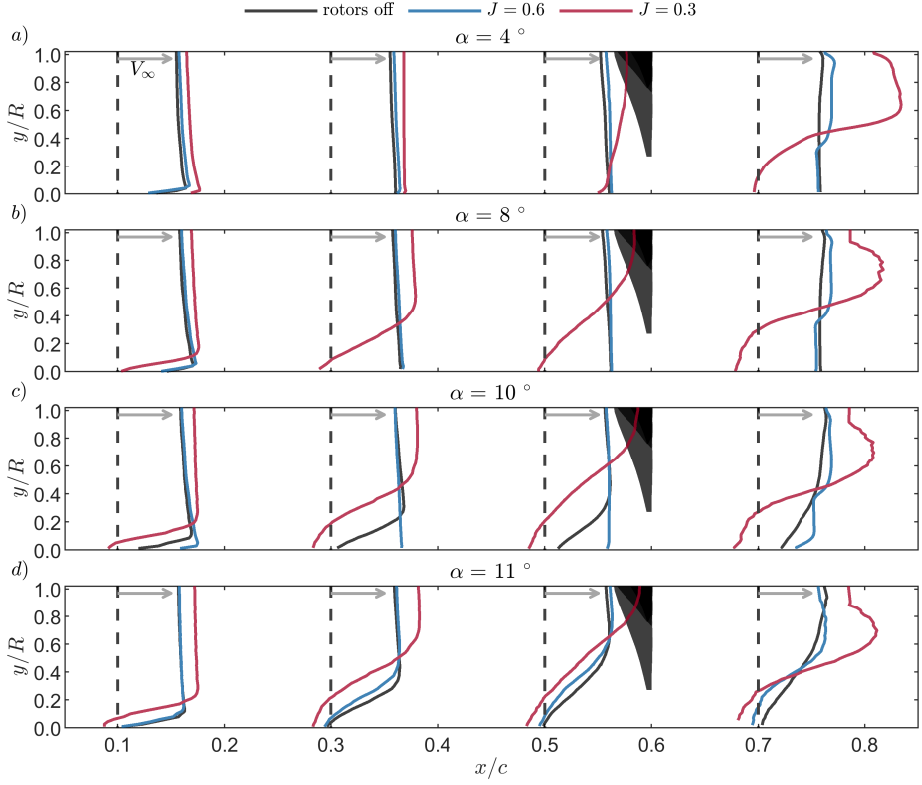 rotors off J = 0.6 J = 0.3
a) α = 4 °
1.0
0.8
0.6
0.4
0.2
0.0
y/R
V∞
b) α = 8 °
1.0
0.8
0.6
0.4
0.2
0.0
y/R
c) α = 10 °
1.0
0.8
0.6
0.4
0.2
0.0
y/R
d) α = 11 °
1.0
0.8
0.6
0.4
0.2
0.0
y/R
0.1 0.2 0.3 0.4 0.5 0.6 0.7 0.8
x/c